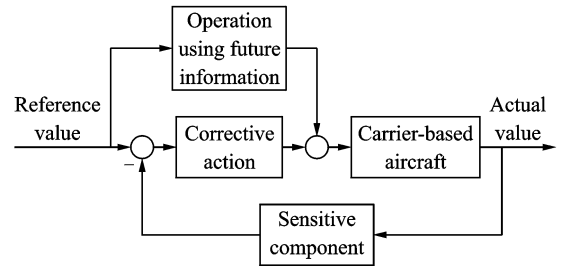 Operation
using future
information
Reference
value
Corrective
action
Carrier-based
aircraft
Actual
value
−
Sensitive
component